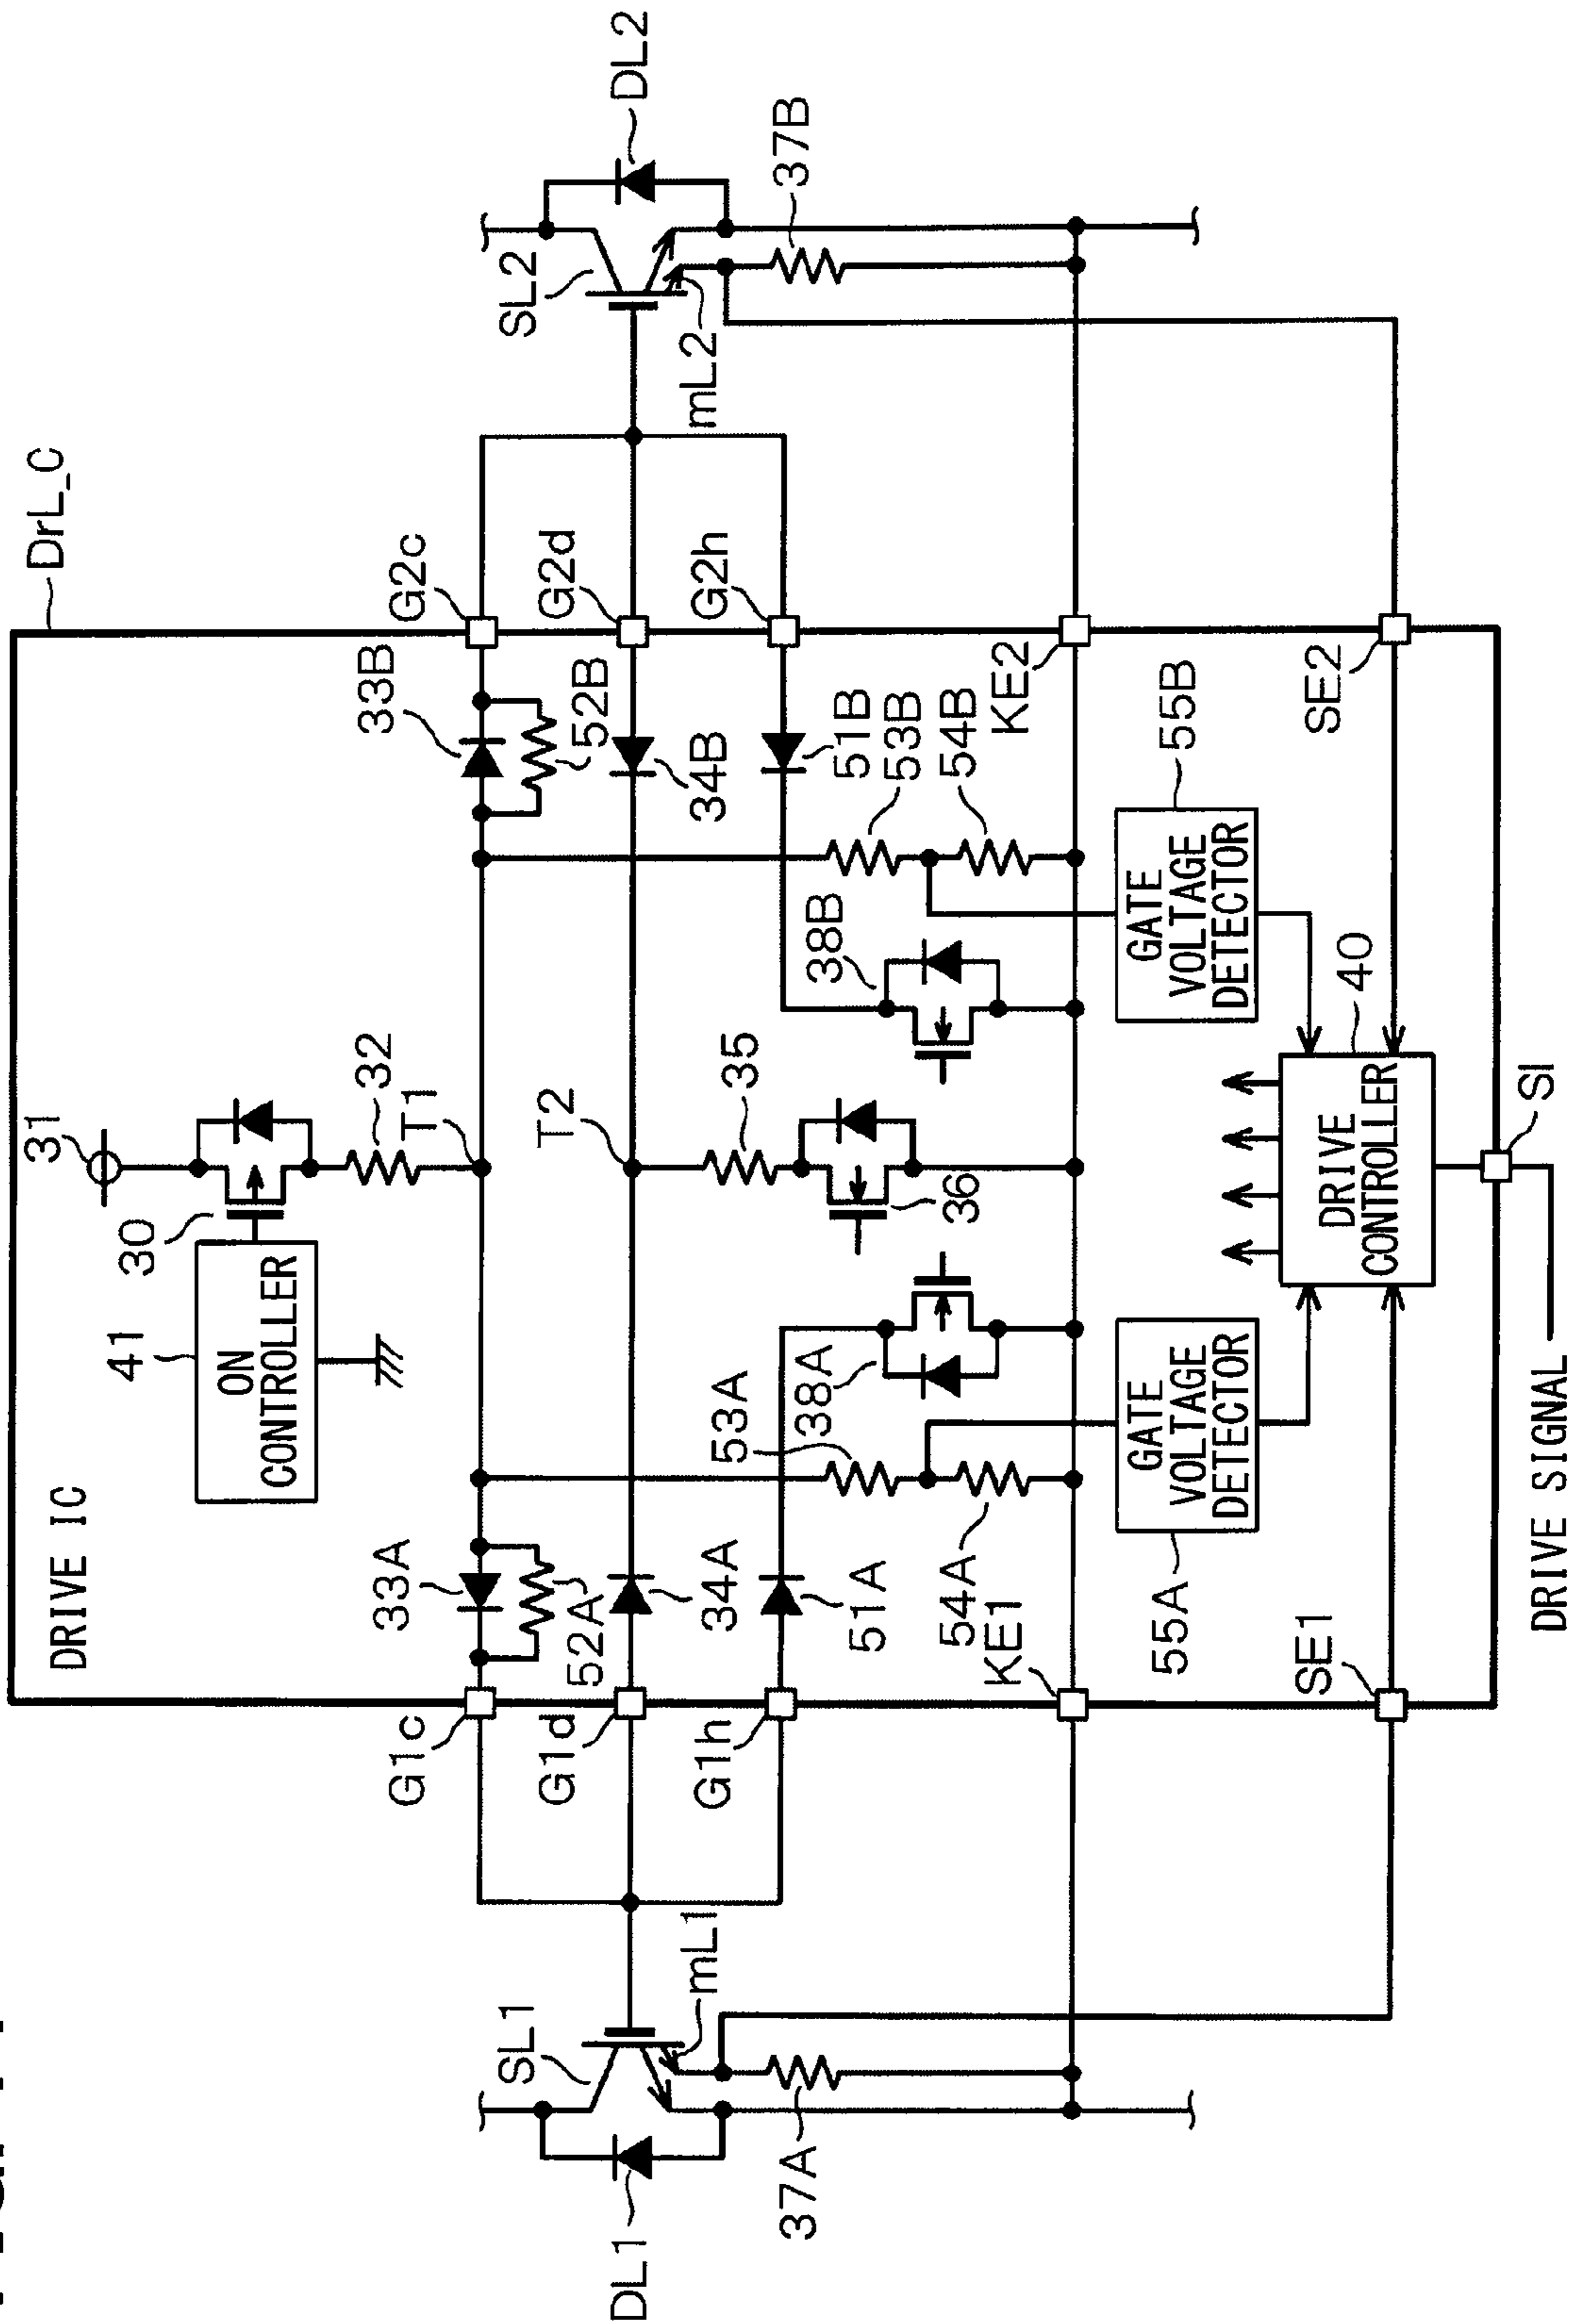 DrL_C
DRIVE IC
41
ON
CONTROLLER
30
31
32
T1
G1c
33A
52A
33B
52B
G2c
SL1
DL1
mL1
37A
G1d
34A
T2
34B
G2d
SL2
DL2
mL2
37B
G1h
51A
53A
38A
35
36
38B
51B
53B
54B
G2h
54A
KE1
KE2
55A
GATE
VOLTAGE
DETECTOR
GATE
VOLTAGE
DETECTOR
55B
SE1
DRIVE
CONTROLLER
40
SE2
DRIVE SIGNAL
SI